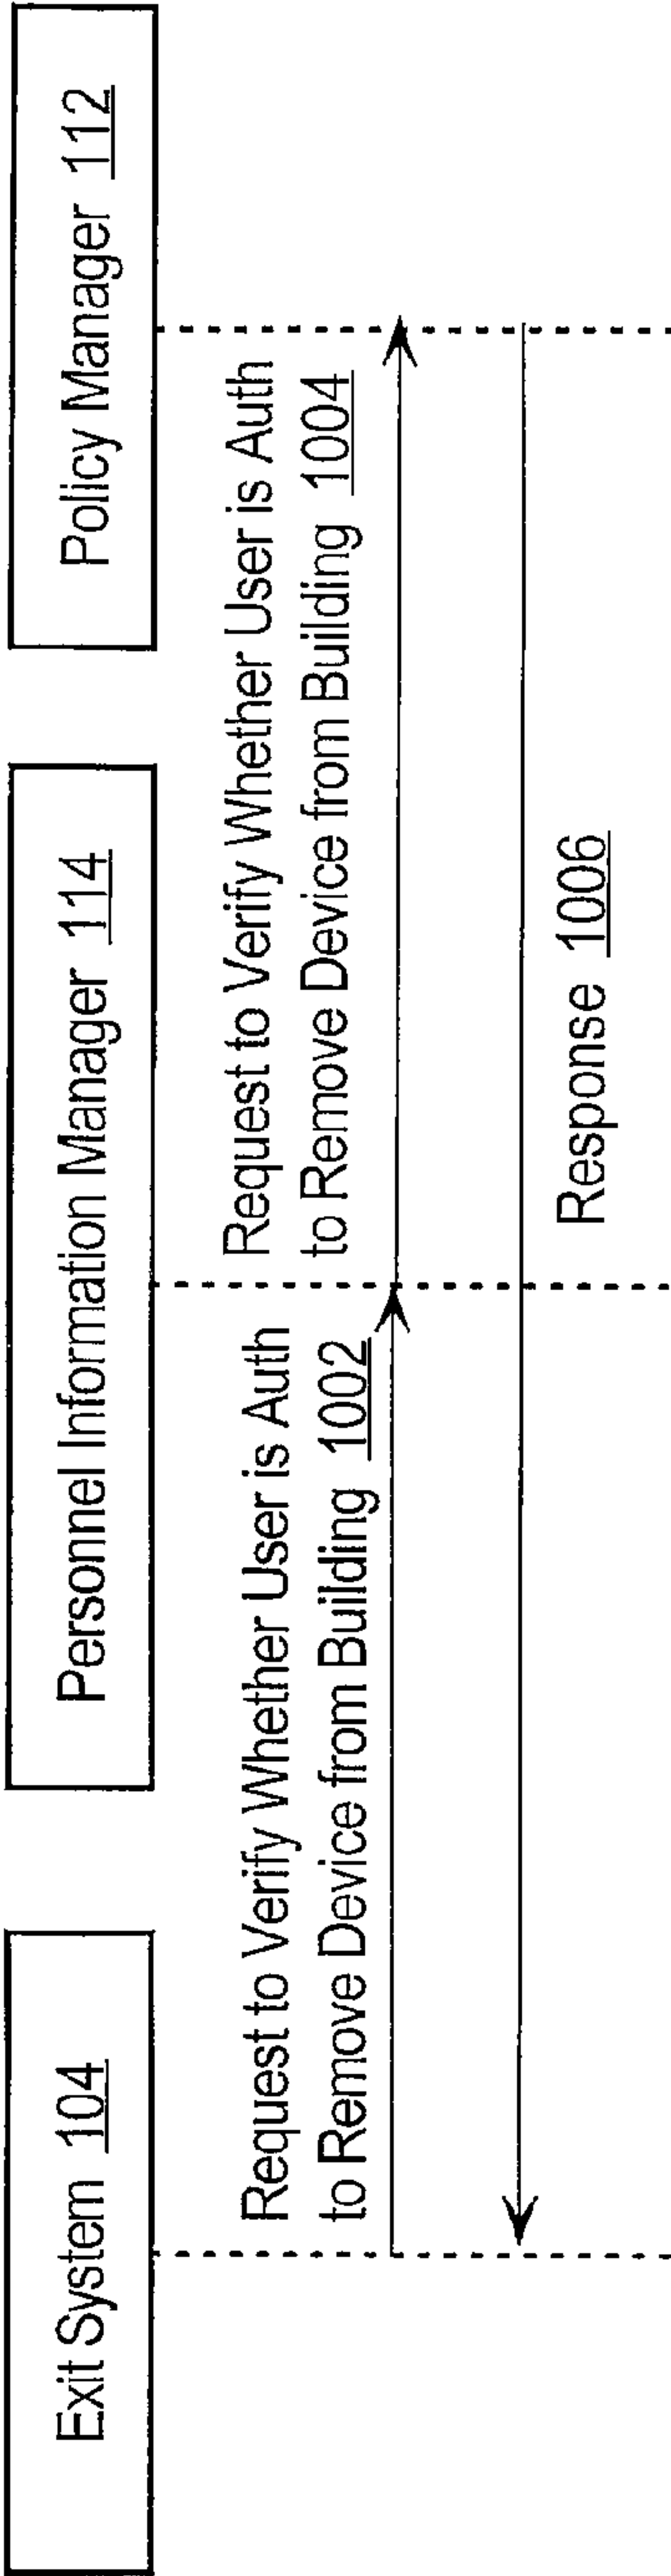 Exit System 104
Personnel Information Manager 114
Policy Manager 112
Request to Verify Whether User is Auth
to Remove Device from Building 1002
Request to Verify Whether User is Auth
to Remove Device from Building 1004
Response 1006